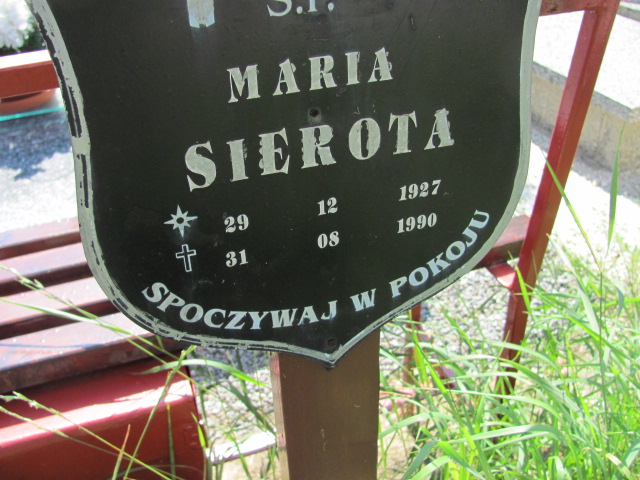 Ś.P.
MARIA
SIEROTA
29 12 1927
31 08 1990
SPOCZYWAJ W POKOJU